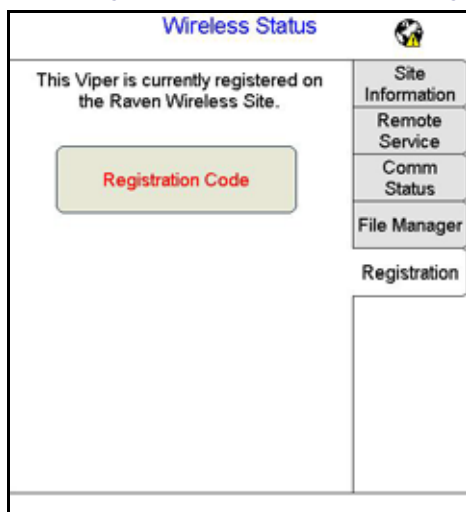 Wireless Status
This Viper is currently registered on
the Raven Wireless Site.
Registration Code
Site
Information
Remote
Service
Comm
Status
File Manager
Registration